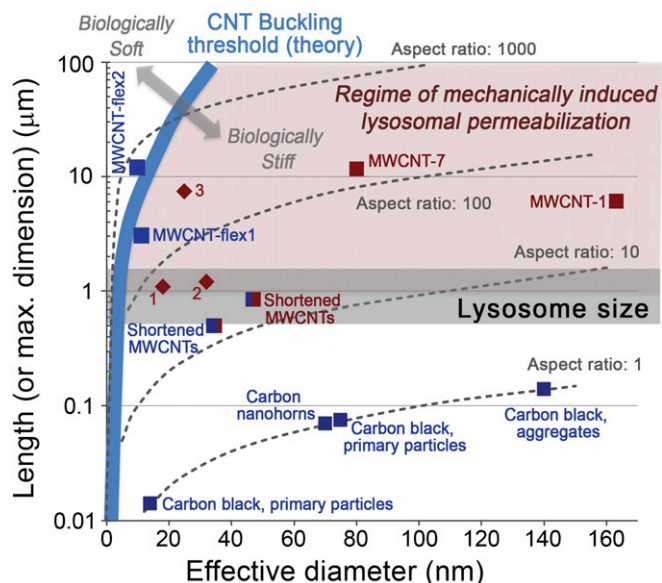 Biologically
Soft
CNT Buckling
threshold (theory)
Aspect ratio: 1000
Length (or max. dimension) (μm)
100
10
1
0.1
0.01
MWCNT-flex2
Biologically
Stiff
Regime of mechanically induced
lysosomal permeabilization
MWCNT-7
3
MWCNT-1
Aspect ratio: 100
MWCNT-flex1
Aspect ratio: 10
1
2
Shortened
MWCNTs
Lysosome size
Shortened
MWCNTs
Aspect ratio: 1
Carbon
nanohorns
Carbon black,
primary particles
Carbon black,
aggregates
Carbon black, primary particles
0
20
40
60
80
100
120
140
160
Effective diameter (nm)